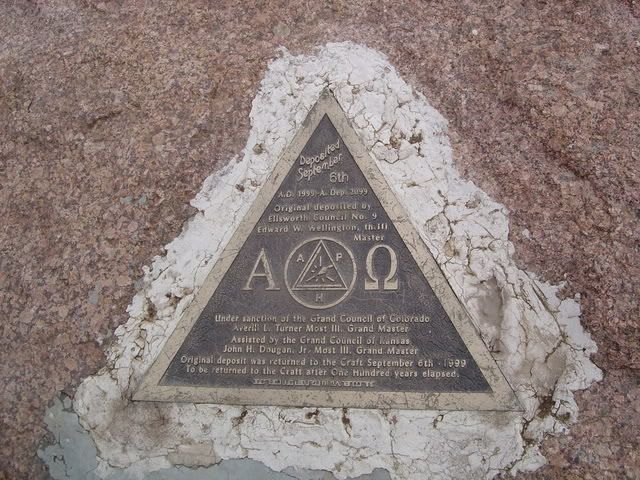 Deposited
September
6th
A.D. 1999-A. Dep. 2999
Original deposited by
Ellsworth Council No. 9
Edward W. Wellington, th:Ill
Master
A Ω
A I P
H
Under sanction of the Grand Council of Colorado
Averill L. Turner Most Ill. Grand Master
Assisted by the Grand Council of Kansas
John H. Dougan, Jr. Most Ill. Grand Master
Original deposit was returned to the Craft September 6th - 1999
To be returned to the Craft after One Hundred years elapsed.